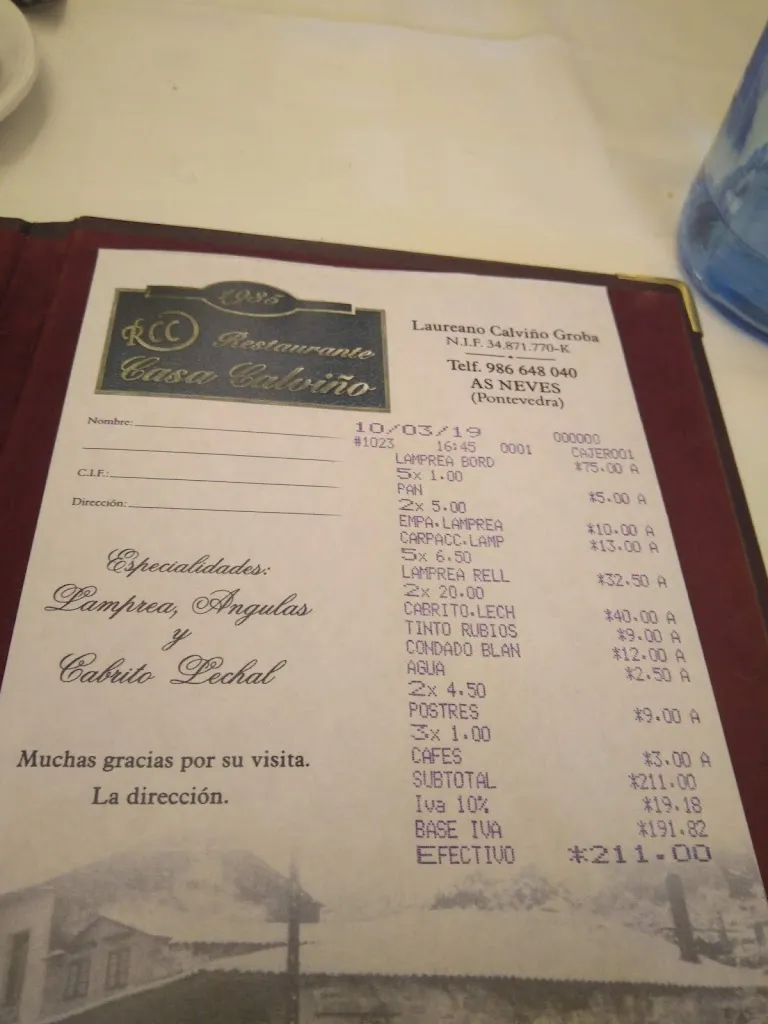 1985
RCC Restaurante
Casa Calviño
Laureano Calviño Groba
N.I.F. 34.871.770-K
Telf. 986 648 040
AS NEVES
(Pontevedra)
Nombre:
C.I.F.:
Dirección:
Especialidades:
Lamprea, Angulas
y
Cabrito Lechal
Muchas gracias por su visita.
La dirección.
10/03/19 000000
#1023 16:45 0001 CAJERO01
LAMPREA BORD *75.00 A
5x 1.00
PAN *5.00 A
2x 5.00
EMPA.LAMPREA *10.00 A
CARPACC.LAMP *13.00 A
5x 6.50
LAMPREA RELL *32.50 A
2x 20.00
CABRITO.LECH *40.00 A
TINTO RUBIOS *9.00 A
CONDADO BLAN *12.00 A
AGUA *2.50 A
2x 4.50
POSTRES *9.00 A
3x 1.00
CAFES *3.00 A
SUBTOTAL *211.00
Iva 10% *19.18
BASE IVA *191.82
EFECTIVO *211.00